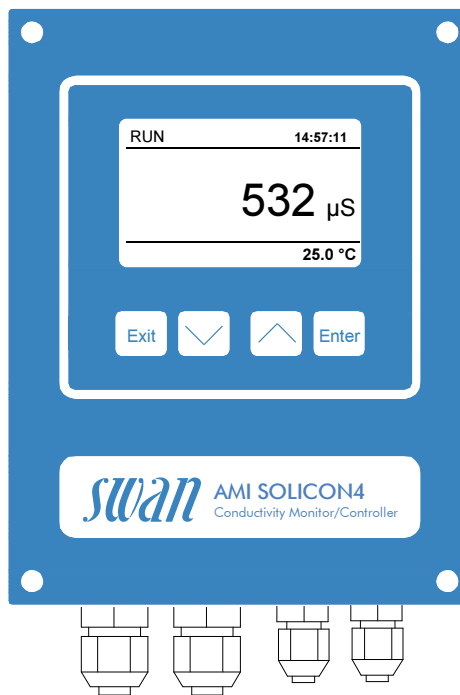 RUN 14:57:11
532 µS
25.0 °C
Exit Enter
swan AMI SOLICON4
Conductivity Monitor/Controller